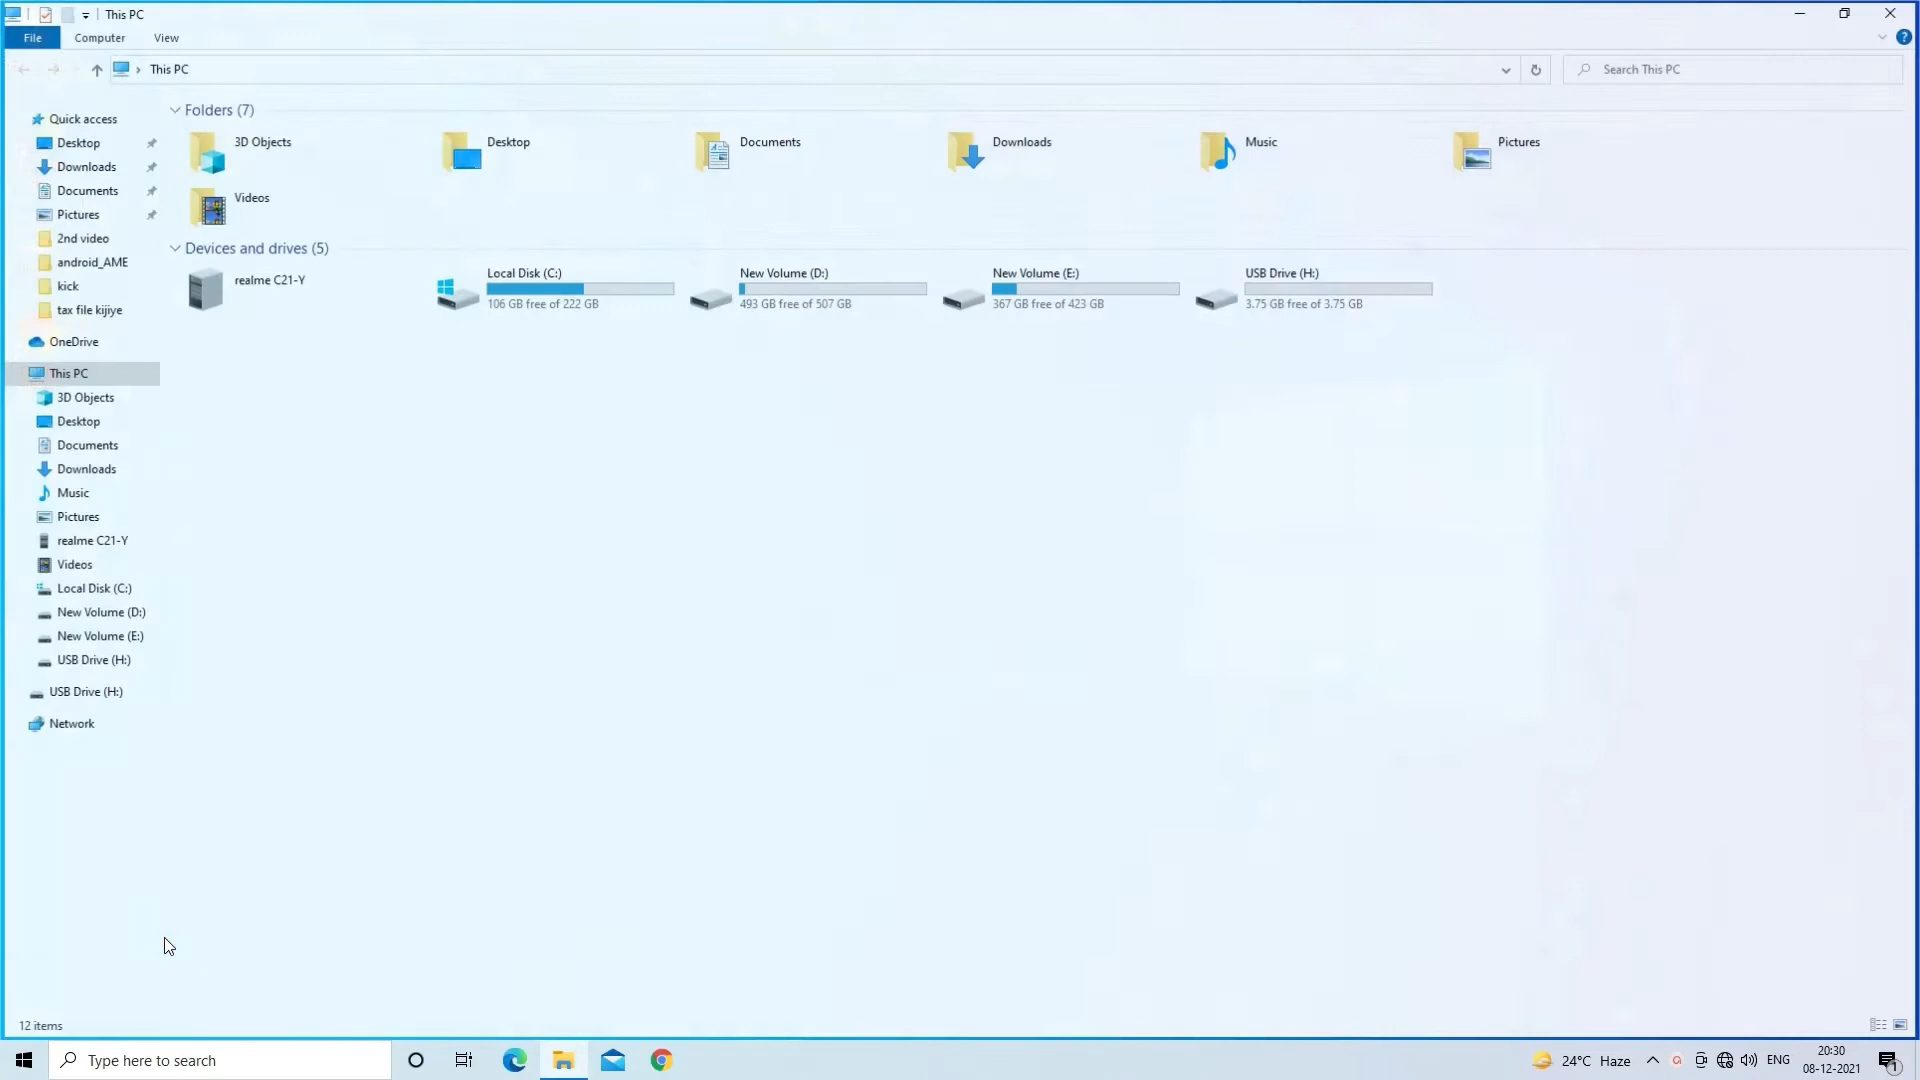 This PC
File Computer View
This PC
Search This PC
Quick access
Desktop
Downloads
Documents
Pictures
2nd video
android_AME
kick
tax file kijiye
OneDrive
This PC
3D Objects
Desktop
Documents
Downloads
Music
Pictures
realme C21-Y
Videos
Local Disk (C:)
New Volume (D:)
New Volume (E:)
USB Drive (H:)
USB Drive (H:)
Network
Folders (7)
3D Objects
Desktop
Documents
Downloads
Music
Pictures
Videos
Devices and drives (5)
realme C21-Y
Local Disk (C:)
106 GB free of 222 GB
New Volume (D:)
493 GB free of 507 GB
New Volume (E:)
367 GB free of 423 GB
USB Drive (H:)
3.75 GB free of 3.75 GB
12 items
Type here to search
24°C Haze
ENG
20:30
08-12-2021
1